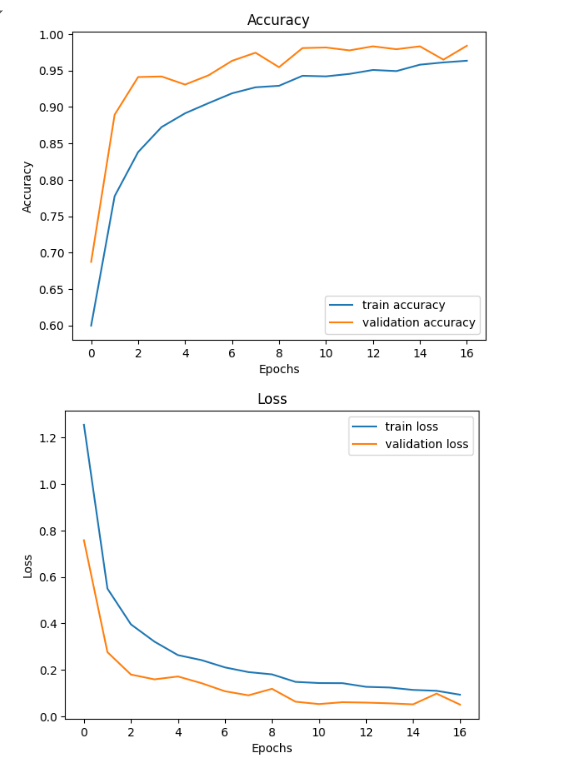 Accuracy
1.00
0.95
0.90
0.85
0.80
0.75
0.70
0.65
0.60
Accuracy
train accuracy
validation accuracy
0 2 4 6 8 10 12 14 16
Epochs
Loss
1.2
1.0
0.8
0.6
0.4
0.2
0.0
Loss
train loss
validation loss
0 2 4 6 8 10 12 14 16
Epochs